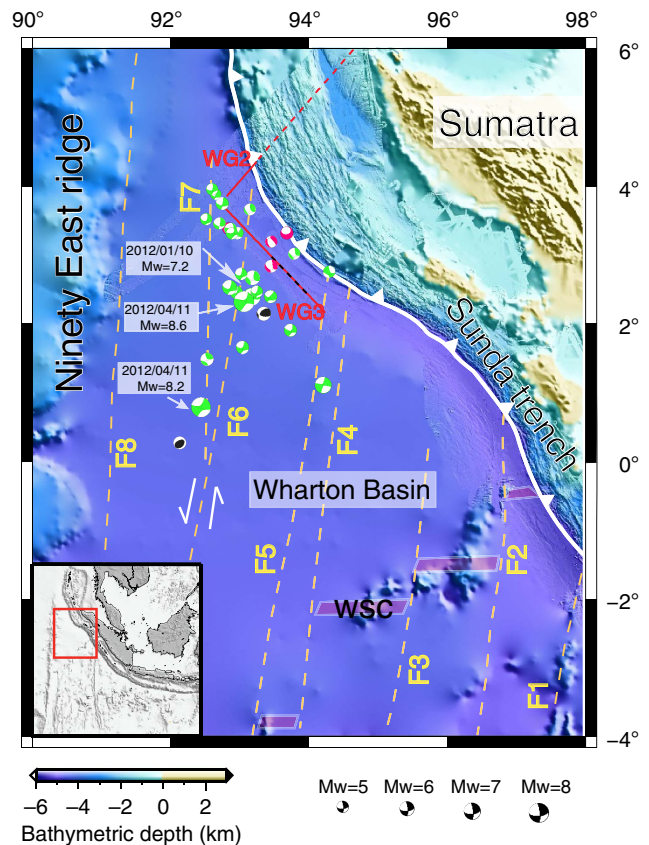 90°
92°
94°
96°
98°
6°
4°
2°
0°
−2°
−4°
Ninety East ridge
Sumatra
WG2
F7
2012/01/10
Mw=7.2
2012/04/11
Mw=8.6
WG3
2012/04/11
Mw=8.2
Sunda trench
F8
F6
F4
Wharton Basin
F5
F2
WSC
F3
F1
−6 −4 −2 0 2
Bathymetric depth (km)
Mw=5
Mw=6
Mw=7
Mw=8